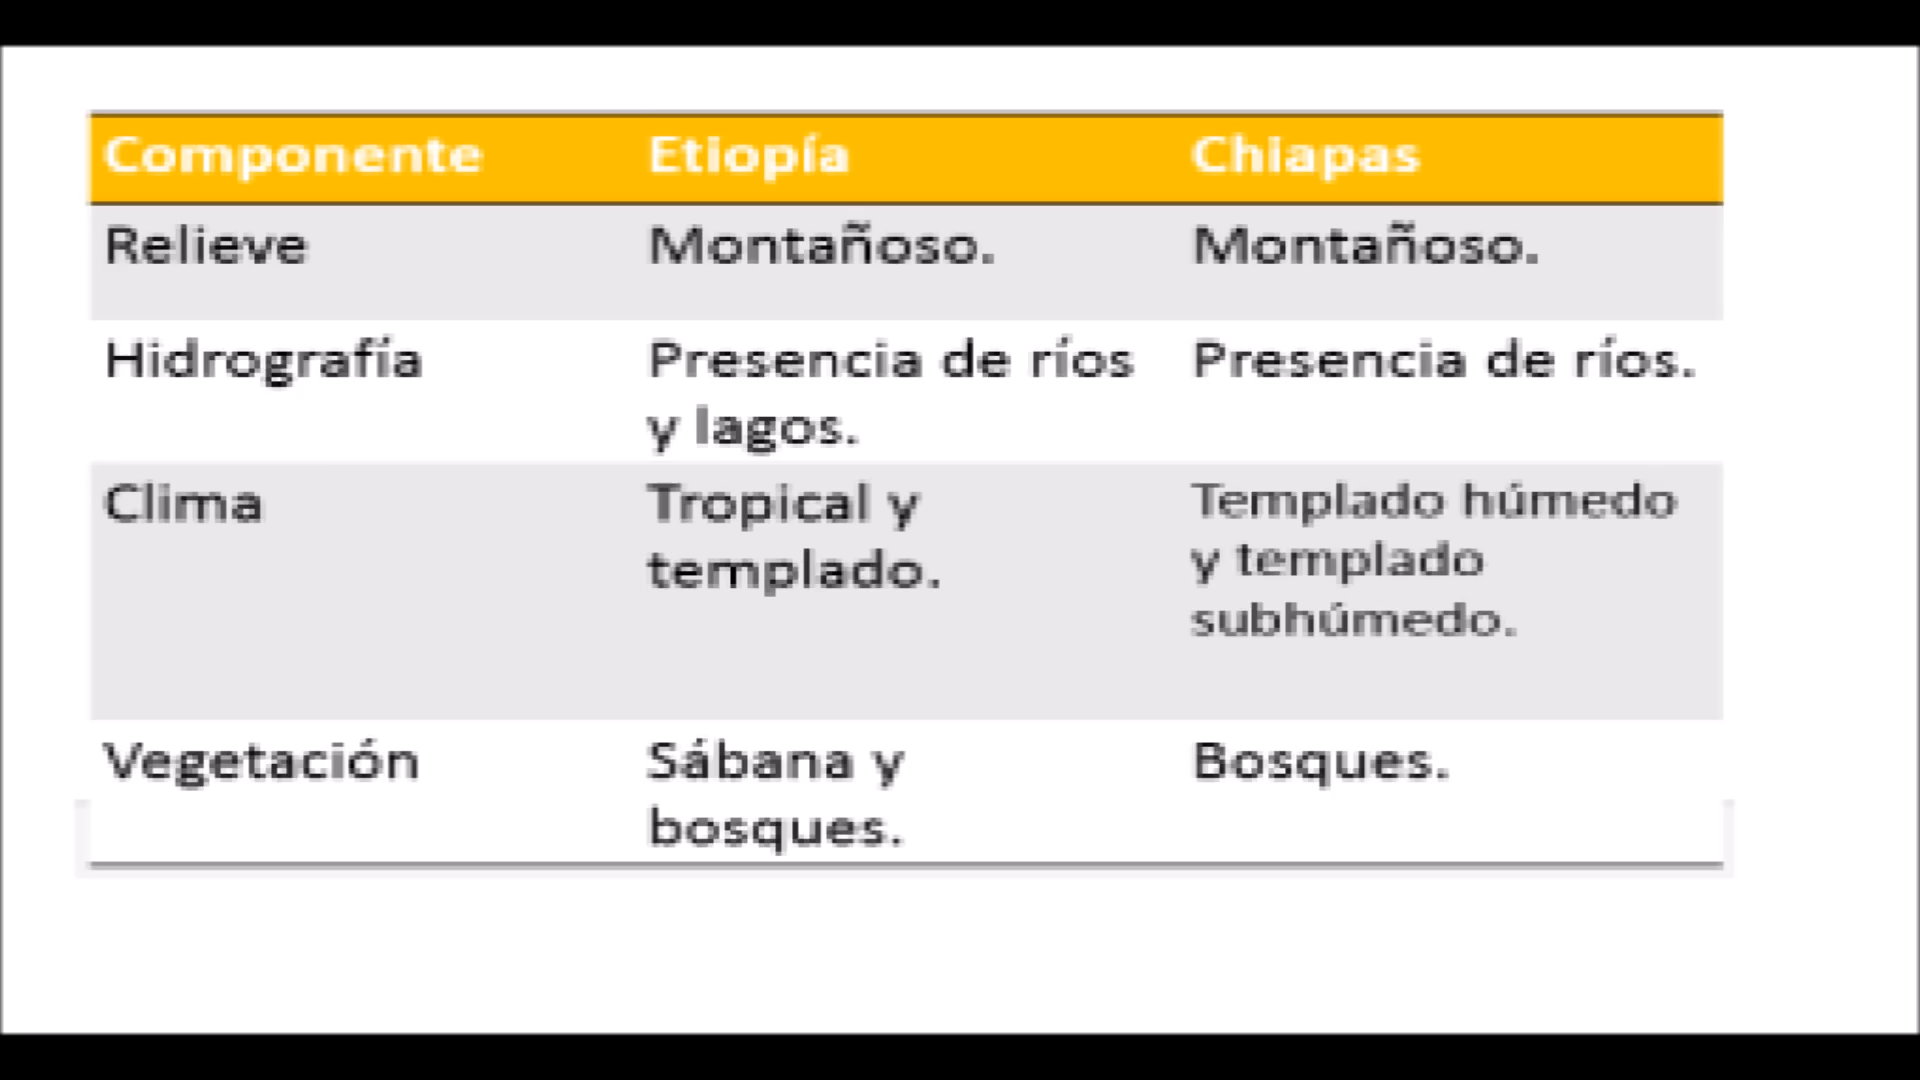 Componente Etiopía Chiapas
Relieve Montañoso. Montañoso.
Hidrografía Presencia de ríos Presencia de ríos.
y lagos.
Clima Tropical y Templado húmedo
templado. y templado
subhúmedo.
Vegetación Sábana y Bosques.
bosques.